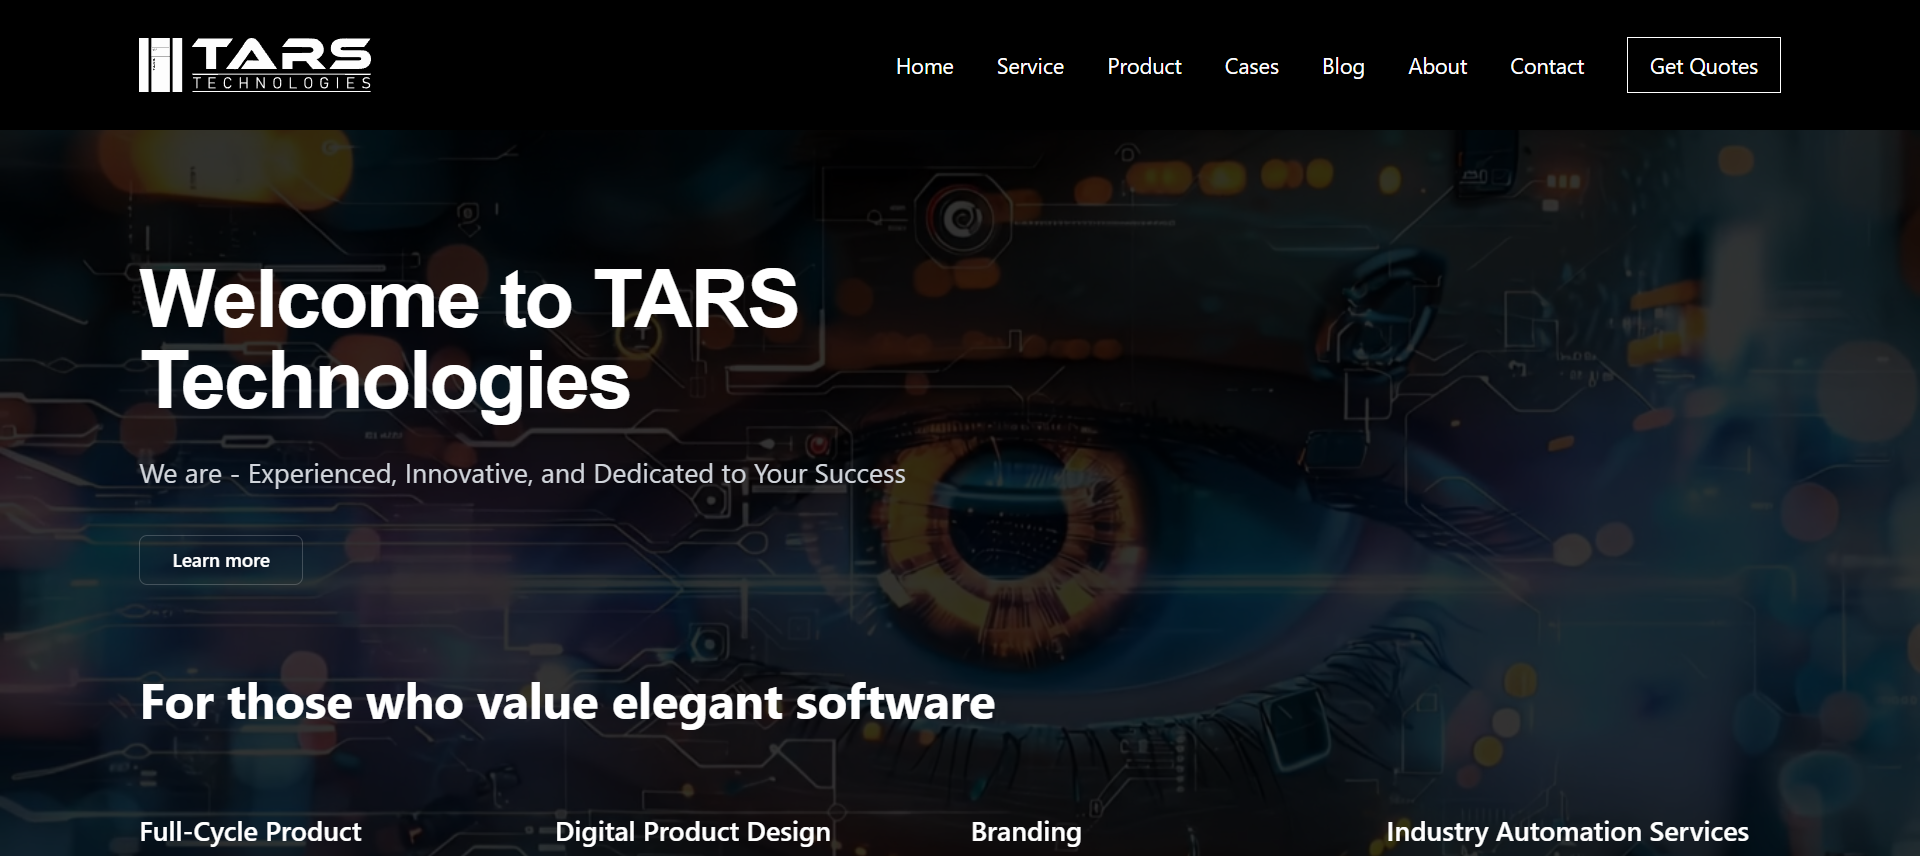 TARS
TECHNOLOGIES
Home Service Product Cases Blog About Contact Get Quotes
Welcome to TARS
Technologies
We are - Experienced, Innovative, and Dedicated to Your Success
Learn more
For those who value elegant software
Full-Cycle Product Digital Product Design Branding Industry Automation Services